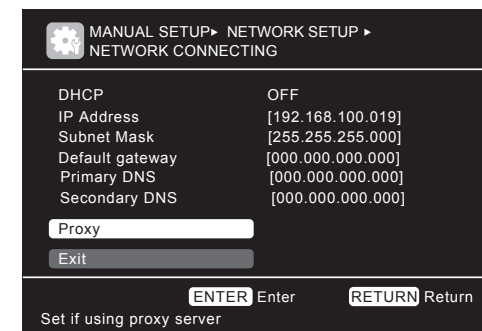 MANUAL SETUP▸ NETWORK SETUP ▸
NETWORK CONNECTING
DHCP OFF
IP Address [192.168.100.019]
Subnet Mask [255.255.255.000]
Default gateway [000.000.000.000]
Primary DNS [000.000.000.000]
Secondary DNS [000.000.000.000]
Proxy
Exit
ENTER Enter RETURN Return
Set if using proxy server